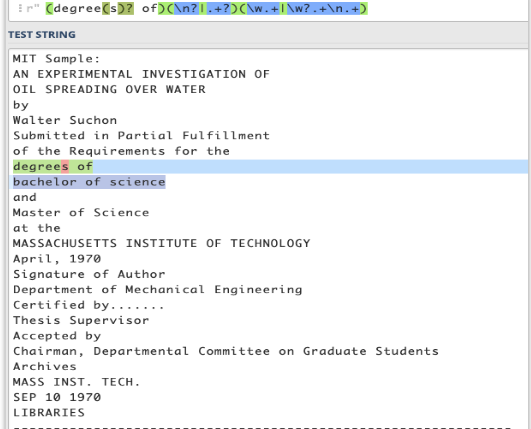 r" (degree(s)? of)(\n?|.+?)(\w.+|\w?.+\n.+)
TEST STRING
MIT Sample:
AN EXPERIMENTAL INVESTIGATION OF
OIL SPREADING OVER WATER
by
Walter Suchon
Submitted in Partial Fulfillment
of the Requirements for the
degrees of
bachelor of science
and
Master of Science
at the
MASSACHUSETTS INSTITUTE OF TECHNOLOGY
April, 1970
Signature of Author
Department of Mechanical Engineering
Certified by.......
Thesis Supervisor
Accepted by
Chairman, Departmental Committee on Graduate Students
Archives
MASS INST. TECH.
SEP 10 1970
LIBRARIES
---------------------------------------------------------------